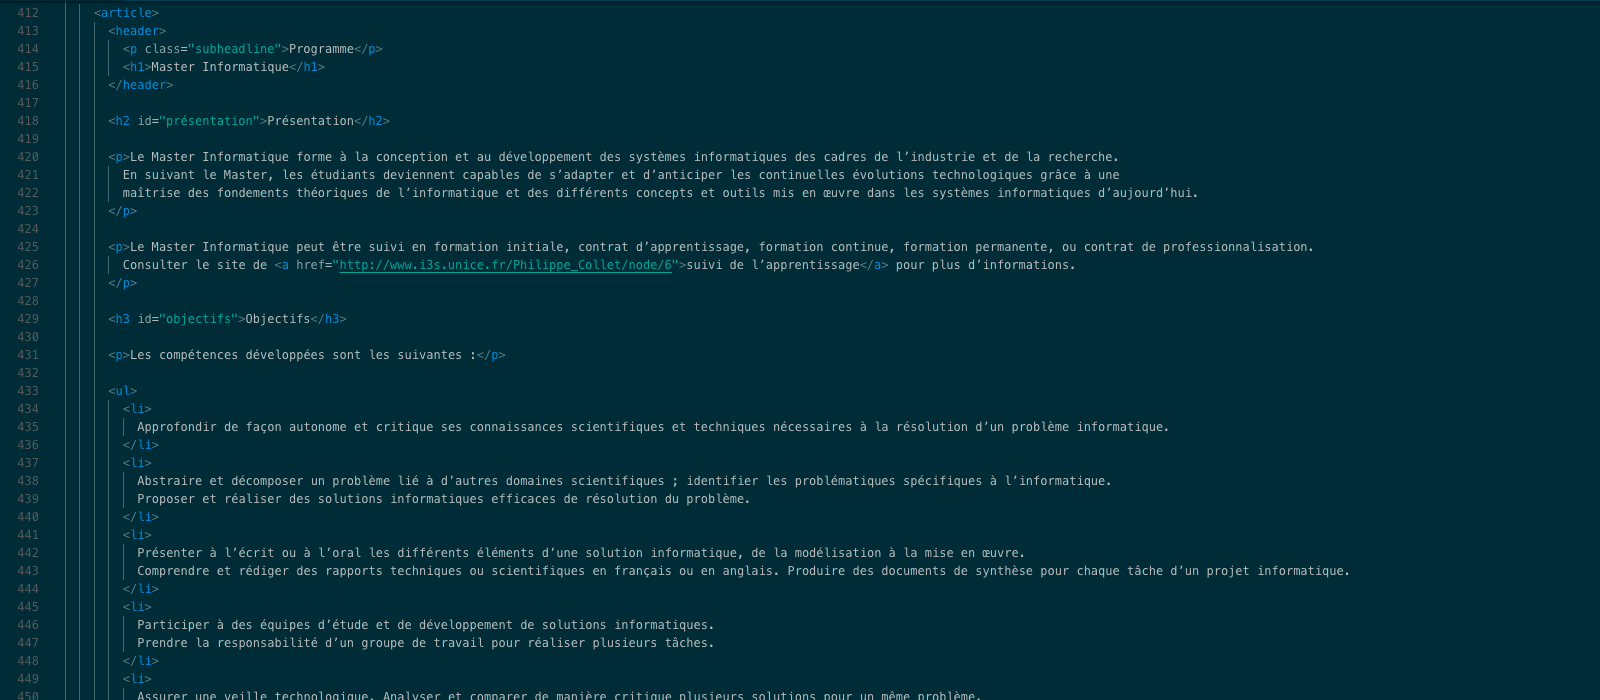 412 <article>
413 <header>
414 <p class="subheadline">Programme</p>
415 <h1>Master Informatique</h1>
416 </header>
417
418 <h2 id="présentation">Présentation</h2>
419
420 <p>Le Master Informatique forme à la conception et au développement des systèmes informatiques des cadres de l’industrie et de la recherche.
421 En suivant le Master, les étudiants deviennent capables de s’adapter et d’anticiper les continuelles évolutions technologiques grâce à une
422 maîtrise des fondements théoriques de l’informatique et des différents concepts et outils mis en œuvre dans les systèmes informatiques d’aujourd’hui.
423 </p>
424
425 <p>Le Master Informatique peut être suivi en formation initiale, contrat d’apprentissage, formation continue, formation permanente, ou contrat de professionnalisation.
426 Consulter le site de <a href="http://www.i3s.unice.fr/Philippe_Collet/node/6">suivi de l’apprentissage</a> pour plus d’informations.
427 </p>
428
429 <h3 id="objectifs">Objectifs</h3>
430
431 <p>Les compétences développées sont les suivantes :</p>
432
433 <ul>
434 <li>
435 Approfondir de façon autonome et critique ses connaissances scientifiques et techniques nécessaires à la résolution d’un problème informatique.
436 </li>
437 <li>
438 Abstraire et décomposer un problème lié à d’autres domaines scientifiques ; identifier les problématiques spécifiques à l’informatique.
439 Proposer et réaliser des solutions informatiques efficaces de résolution du problème.
440 </li>
441 <li>
442 Présenter à l’écrit ou à l’oral les différents éléments d’une solution informatique, de la modélisation à la mise en œuvre.
443 Comprendre et rédiger des rapports techniques ou scientifiques en français ou en anglais. Produire des documents de synthèse pour chaque tâche d’un projet informatique.
444 </li>
445 <li>
446 Participer à des équipes d’étude et de développement de solutions informatiques.
447 Prendre la responsabilité d’un groupe de travail pour réaliser plusieurs tâches.
448 </li>
449 <li>
450 Assurer une veille technologique. Analyser et comparer de manière critique plusieurs solutions pour un même problème.